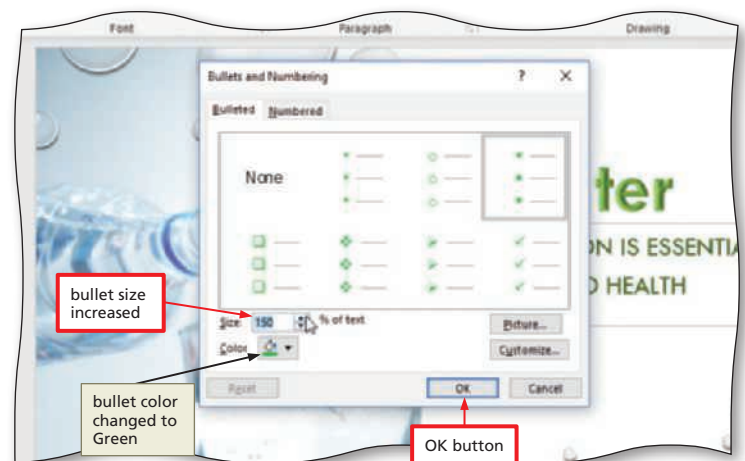 Font
Paragraph
Drawing
Bullets and Numbering ? X
Bulleted Numbered
None
ter
N IS ESSENTIA
HEALTH
bullet size
increased
Size: 150 % of text
Picture...
Color
Customize...
bullet color
changed to
Green
Reset
OK
Cancel
OK button